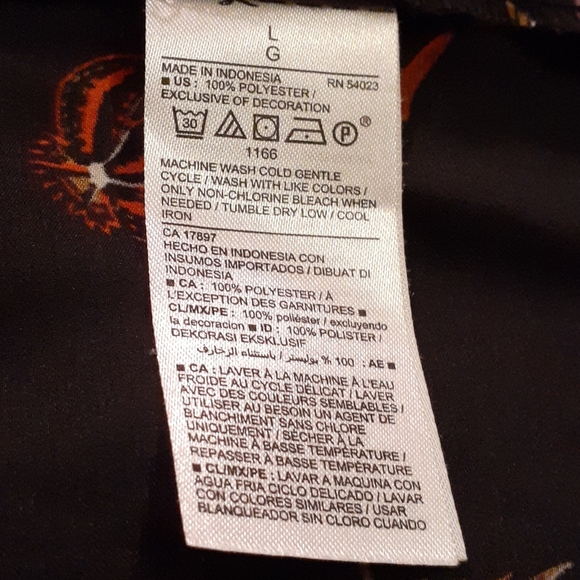 L
G
MADE IN INDONESIA RN 54023
■ US : 100% POLYESTER /
EXCLUSIVE OF DECORATION
30 P ®
1166
MACHINE WASH COLD GENTLE
CYCLE / WASH WITH LIKE COLORS /
ONLY NON-CHLORINE BLEACH WHEN
NEEDED / TUMBLE DRY LOW / COOL
IRON
CA 17897
HECHO EN INDONESIA CON
INSUMOS IMPORTADOS / DIBUAT DI
INDONESIA
■ CA : 100% POLYESTER / À
L'EXCEPTION DES GARNITURES ■
CL/MX/PE : 100% poliéster / excluyendo
la decoracion ■ ID : 100% POLISTER /
DEKORASI EKSKLUSIF
■ AE : 100 % بوليستر / باستثناء الزخارف
■ CA : LAVER À LA MACHINE À L'EAU
FROIDE AU CYCLE DÉLICAT / LAVER
AVEC DES COULEURS SEMBLABLES /
UTILISER AU BESOIN UN AGENT DE
BLANCHIMENT SANS CHLORE
UNIQUEMENT / SÉCHER À LA
MACHINE À BASSE TEMPÉRATURE /
REPASSER À BASSE TEMPÉRATURE
■ CL/MX/PE : LAVAR A MAQUINA CON
AGUA FRIA CICLO DELICADO / LAVAR
CON COLORES SIMILARES / USAR
BLANQUEADOR SIN CLORO CUANDO